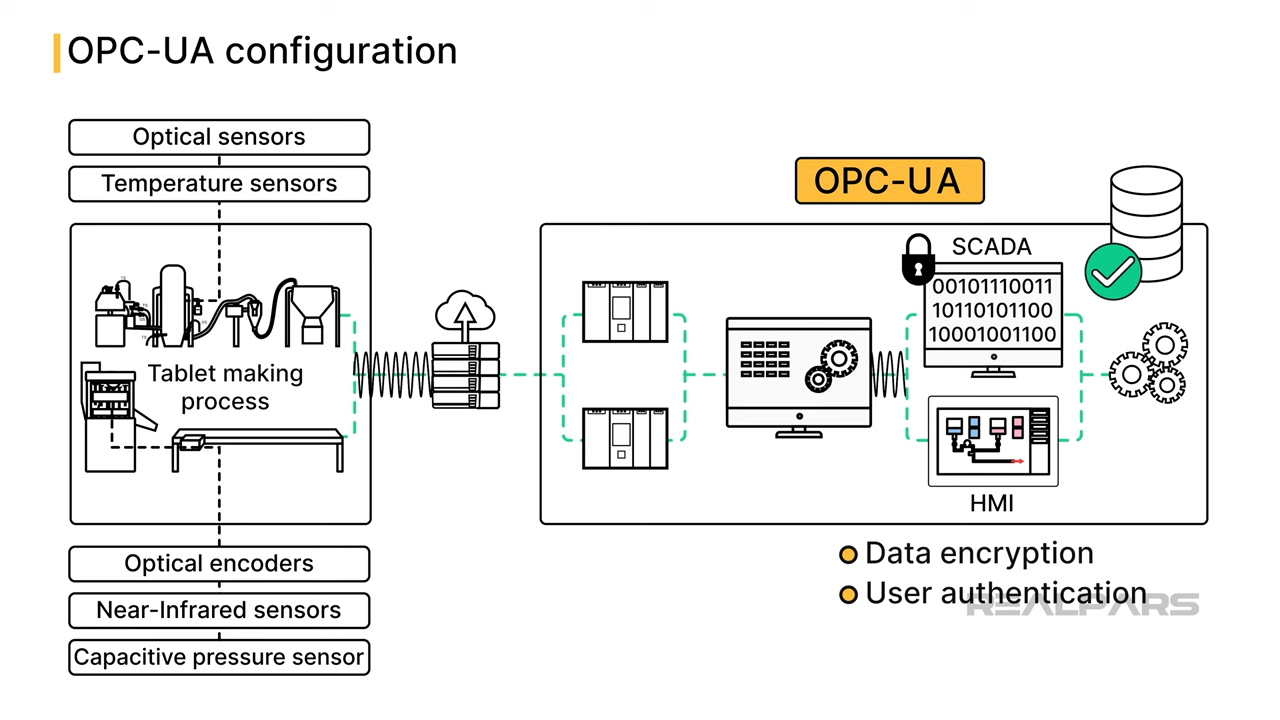 OPC-UA configuration
Optical sensors
Temperature sensors
Tablet making
process
Optical encoders
Near-Infrared sensors
Capacitive pressure sensor
OPC-UA
SCADA
00101110011
10110101100
10001001100
HMI
Data encryption
User authentication
REALPARS